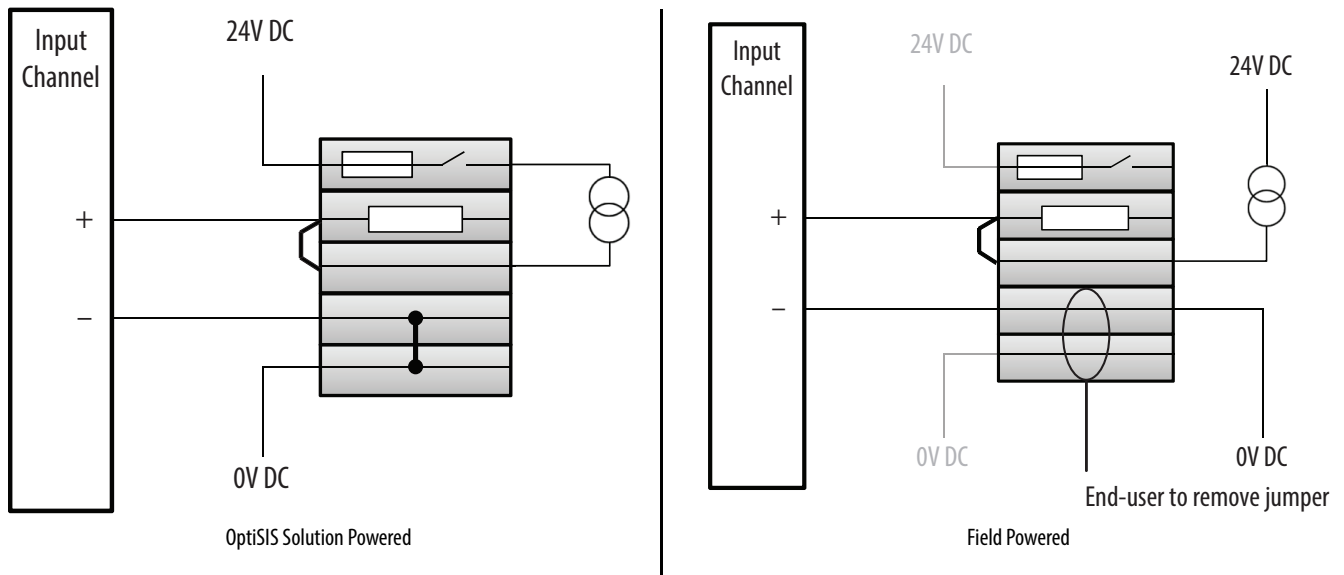 Input
Channel
24V DC
+
−
0V DC
OptiSIS Solution Powered
Input
Channel
24V DC
24V DC
+
−
0V DC
0V DC
End-user to remove jumper
Field Powered